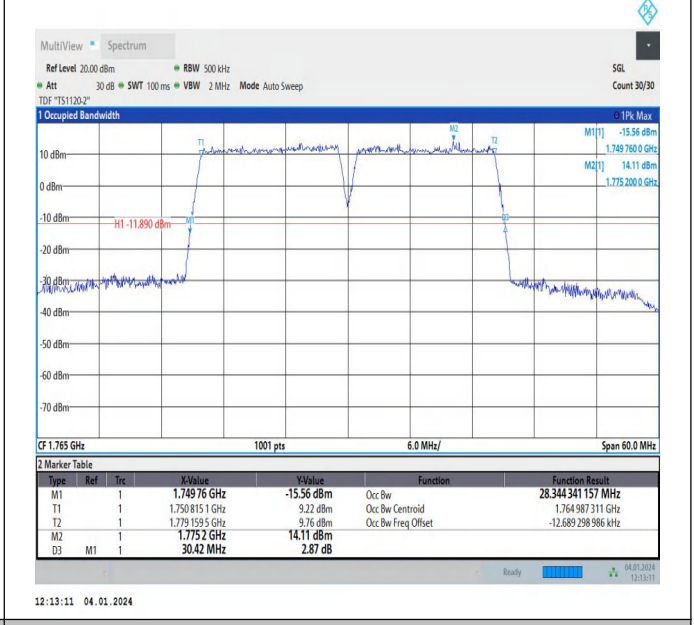 R&S
MultiView Spectrum
Ref Level 20.00 dBm RBW 500 kHz SGL
Att 30 dB SWT 100 ms VBW 2 MHz Mode Auto Sweep Count 30/30
TDF "TS1120-2"
1 Occupied Bandwidth 1Pk Max
M1[1] -15.56 dBm
1.749 760 0 GHz
M2[1] 14.11 dBm
1.775 200 0 GHz
M2
T1
T2
10 dBm
0 dBm
-10 dBm
H1 -11.890 dBm
M1
D3
-20 dBm
-30 dBm
-40 dBm
-50 dBm
-60 dBm
-70 dBm
CF 1.765 GHz 1001 pts 6.0 MHz/ Span 60.0 MHz
2 Marker Table
Type Ref Trc X-Value Y-Value Function Function Result
M1 1 1.749 76 GHz -15.56 dBm Occ Bw 28.344 341 157 MHz
T1 1 1.750 815 1 GHz 9.22 dBm Occ Bw Centroid 1.764 987 311 GHz
T2 1 1.779 159 5 GHz 9.76 dBm Occ Bw Freq Offset -12.689 298 986 kHz
M2 1 1.775 2 GHz 14.11 dBm
D3 M1 1 30.42 MHz 2.87 dB
Ready 04.01.2024
12:13:11
12:13:11 04.01.2024